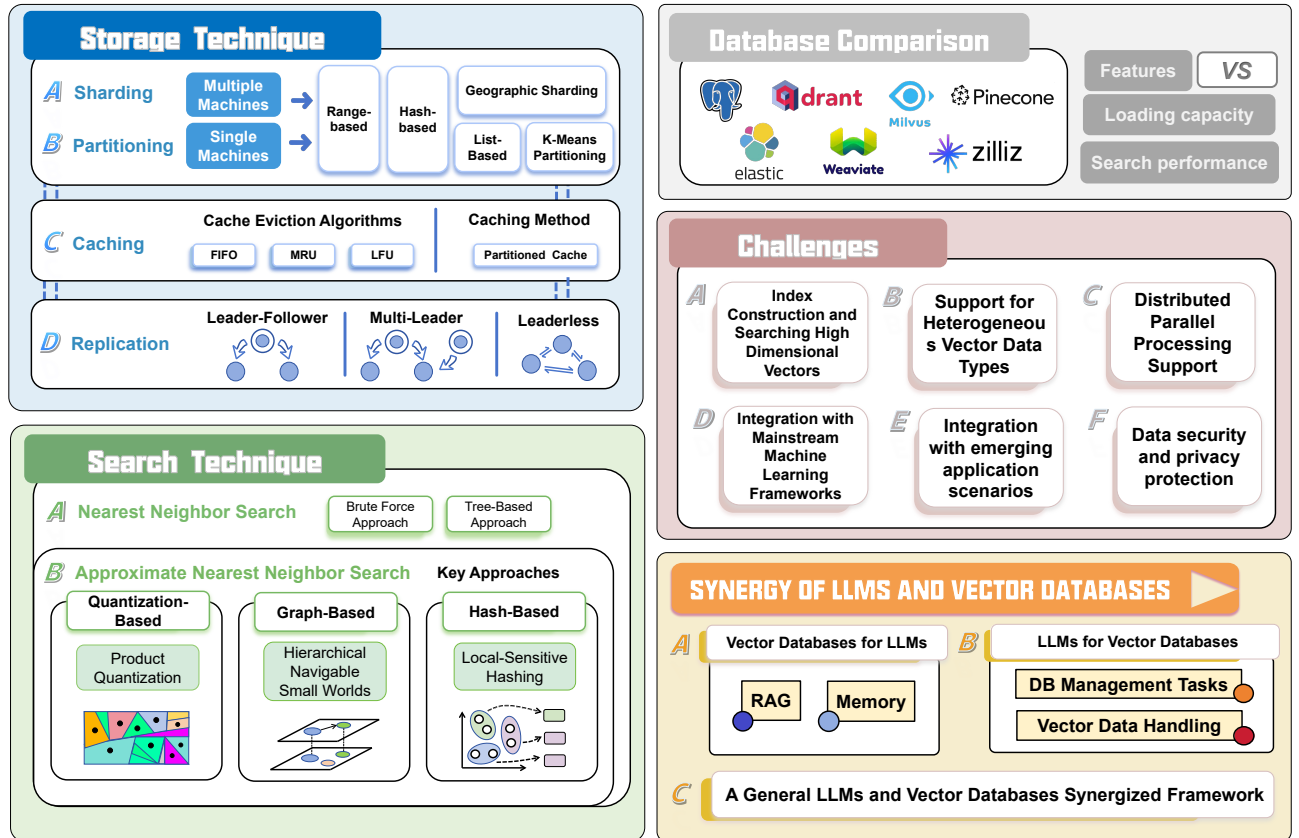 Storage Technique
A Sharding
Multiple
Machines
B Partitioning
Single
Machines
Range-
based
Hash-
based
Geographic Sharding
List-
Based
K-Means
Partitioning
C Caching
Cache Eviction Algorithms
FIFO
MRU
LFU
Caching Method
Partitioned Cache
D Replication
Leader-Follower
Multi-Leader
Leaderless
Search Technique
A Nearest Neighbor Search
Brute Force
Approach
Tree-Based
Approach
B Approximate Nearest Neighbor Search
Key Approaches
Quantization-
Based
Product
Quantization
Graph-Based
Hierarchical
Navigable
Small Worlds
Hash-Based
Local-Sensitive
Hashing
Database Comparison
qdrant
Milvus
Pinecone
elastic
Weaviate
zilliz
Features
VS
Loading capacity
Search performance
Challenges
A
Index
Construction and
Searching High
Dimensional
Vectors
B
Support for
Heterogeneou
s Vector Data
Types
C
Distributed
Parallel
Processing
Support
D
Integration with
Mainstream
Machine
Learning
Frameworks
E
Integration
with emerging
application
scenarios
F
Data security
and privacy
protection
SYNERGY OF LLMS AND VECTOR DATABASES
A Vector Databases for LLMs
RAG
Memory
B LLMs for Vector Databases
DB Management Tasks
Vector Data Handling
C A General LLMs and Vector Databases Synergized Framework